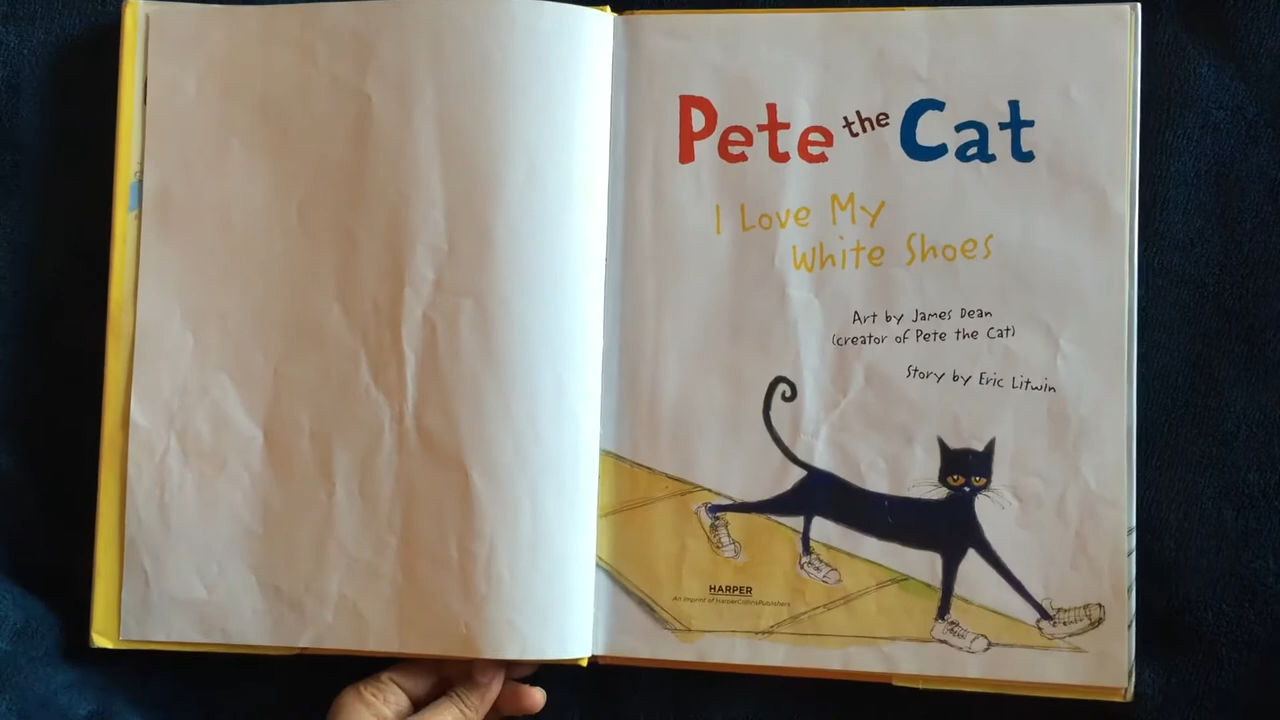 Pete the Cat
I Love My
White Shoes
Art by James Dean
(creator of Pete the Cat)
Story by Eric Litwin
HARPER
An Imprint of HarperCollinsPublishers